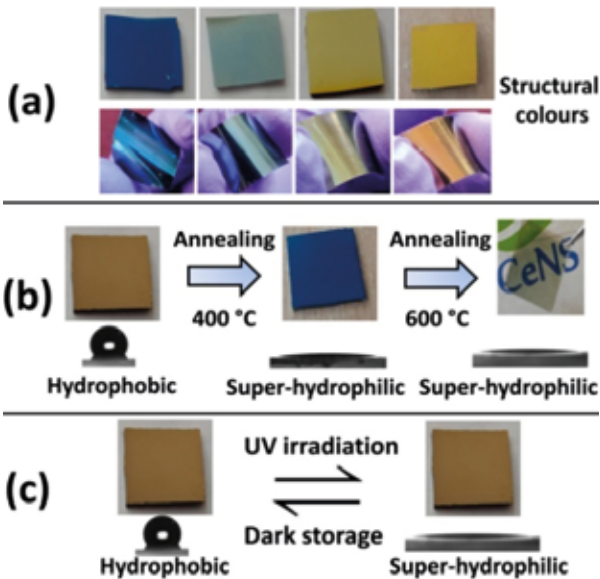 (a)
Structural
colours
(b)
Annealing
400 °C
Annealing
600 °C
CeNS
Hydrophobic
Super-hydrophilic
Super-hydrophilic
(c)
UV irradiation
Dark storage
Hydrophobic
Super-hydrophilic